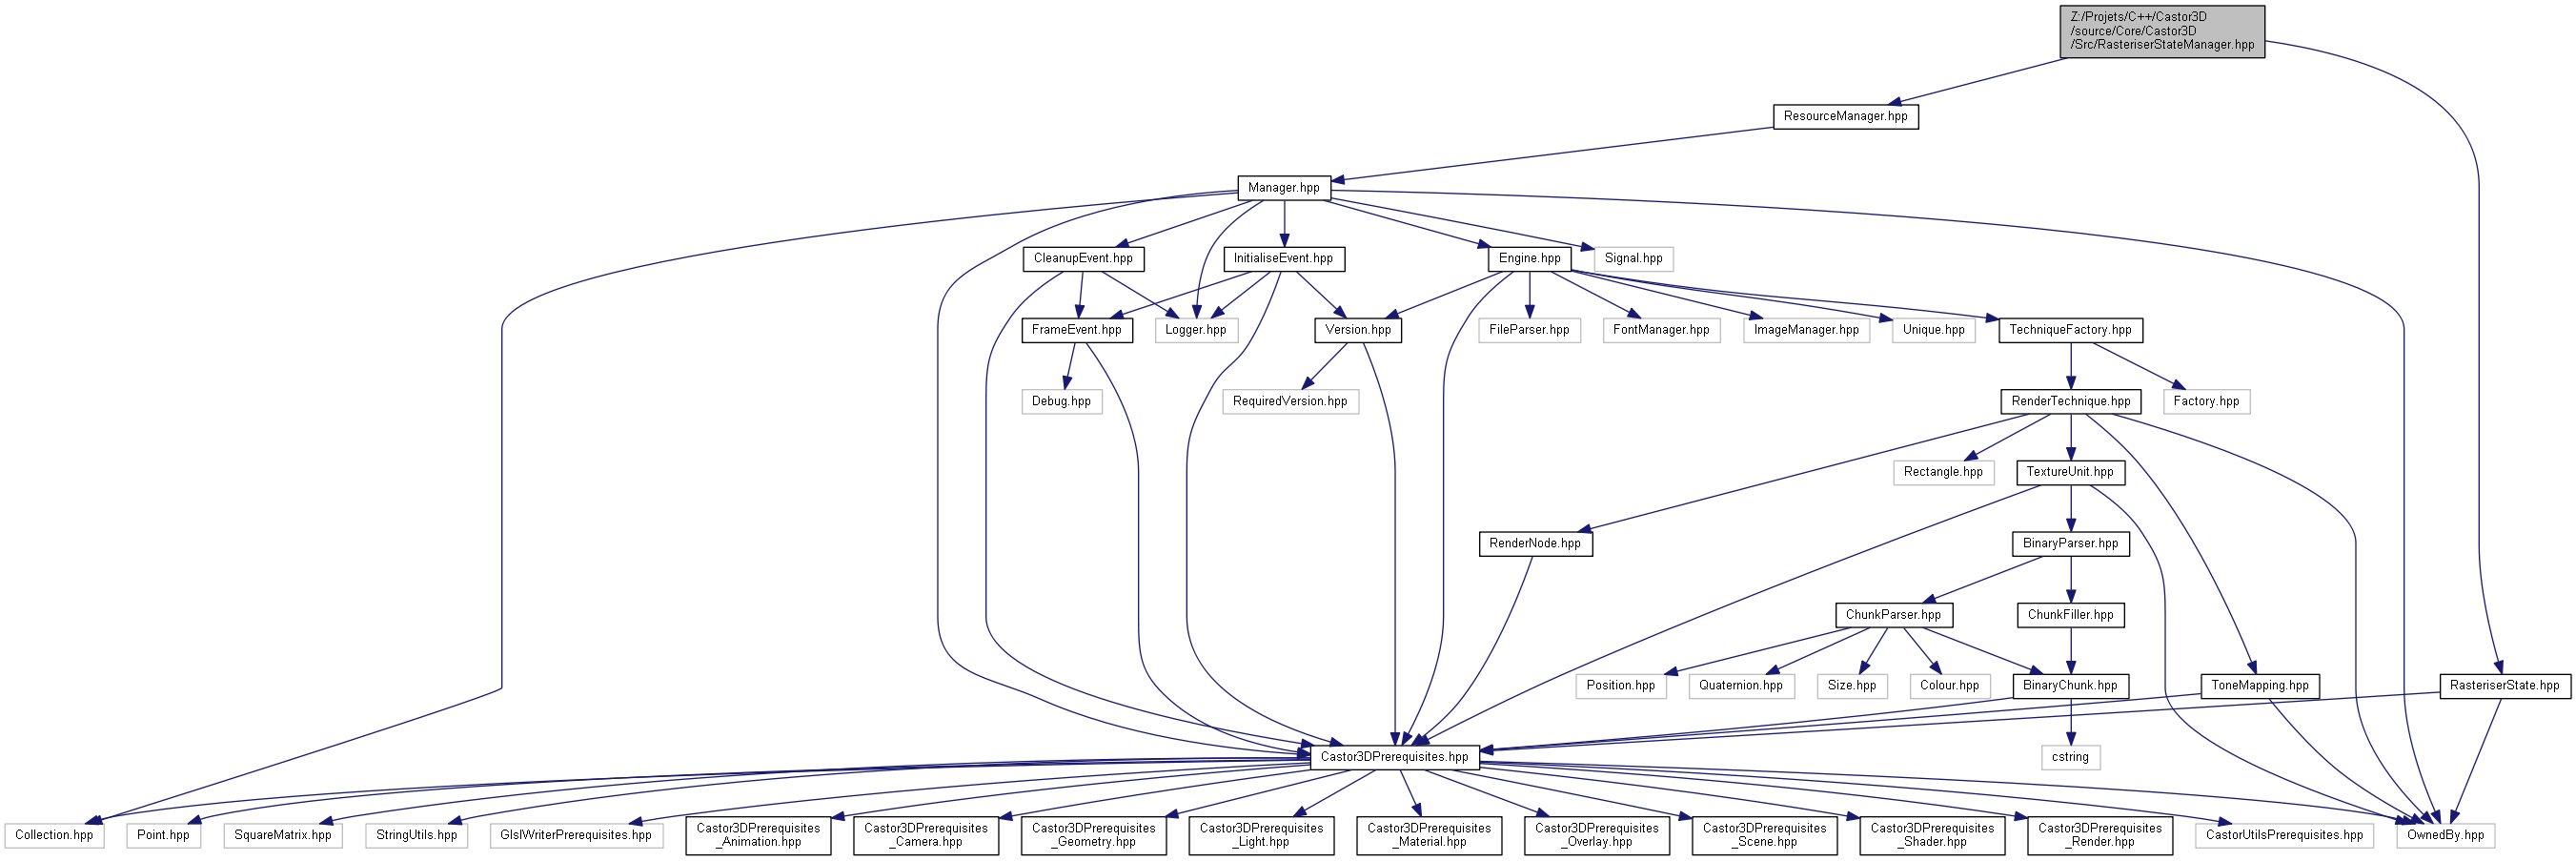 Z:/Projets/C++/Castor3D
/source/Core/Castor3D
/Src/RasteriserStateManager.hpp
ResourceManager.hpp
Manager.hpp
CleanupEvent.hpp
InitialiseEvent.hpp
Engine.hpp
Signal.hpp
FrameEvent.hpp
Logger.hpp
Version.hpp
FileParser.hpp
FontManager.hpp
ImageManager.hpp
Unique.hpp
TechniqueFactory.hpp
Debug.hpp
RequiredVersion.hpp
RenderTechnique.hpp
Factory.hpp
Rectangle.hpp
TextureUnit.hpp
RenderNode.hpp
BinaryParser.hpp
ChunkParser.hpp
ChunkFiller.hpp
Position.hpp
Quaternion.hpp
Size.hpp
Colour.hpp
BinaryChunk.hpp
ToneMapping.hpp
RasteriserState.hpp
Castor3DPrerequisites.hpp
cstring
Collection.hpp
Point.hpp
SquareMatrix.hpp
StringUtils.hpp
GlslWriterPrerequisites.hpp
Castor3DPrerequisites
_Animation.hpp
Castor3DPrerequisites
_Camera.hpp
Castor3DPrerequisites
_Geometry.hpp
Castor3DPrerequisites
_Light.hpp
Castor3DPrerequisites
_Material.hpp
Castor3DPrerequisites
_Overlay.hpp
Castor3DPrerequisites
_Scene.hpp
Castor3DPrerequisites
_Shader.hpp
Castor3DPrerequisites
_Render.hpp
CastorUtilsPrerequisites.hpp
OwnedBy.hpp